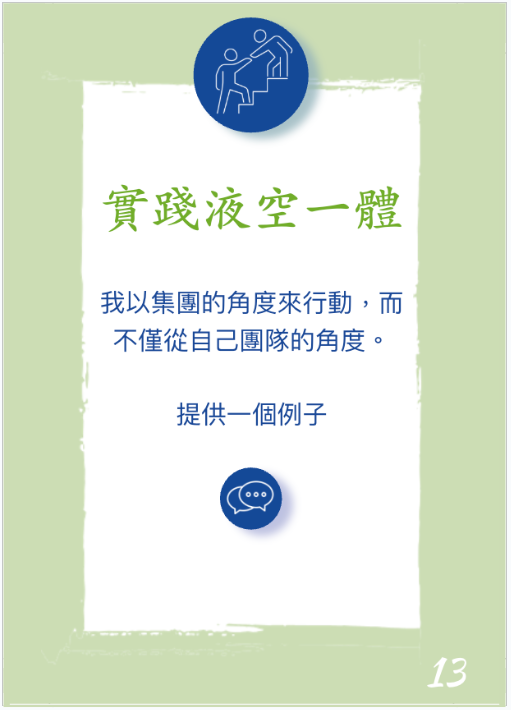 實踐液空一體
我以集團的角度來行動，而
不僅從自己團隊的角度。
提供一個例子
13